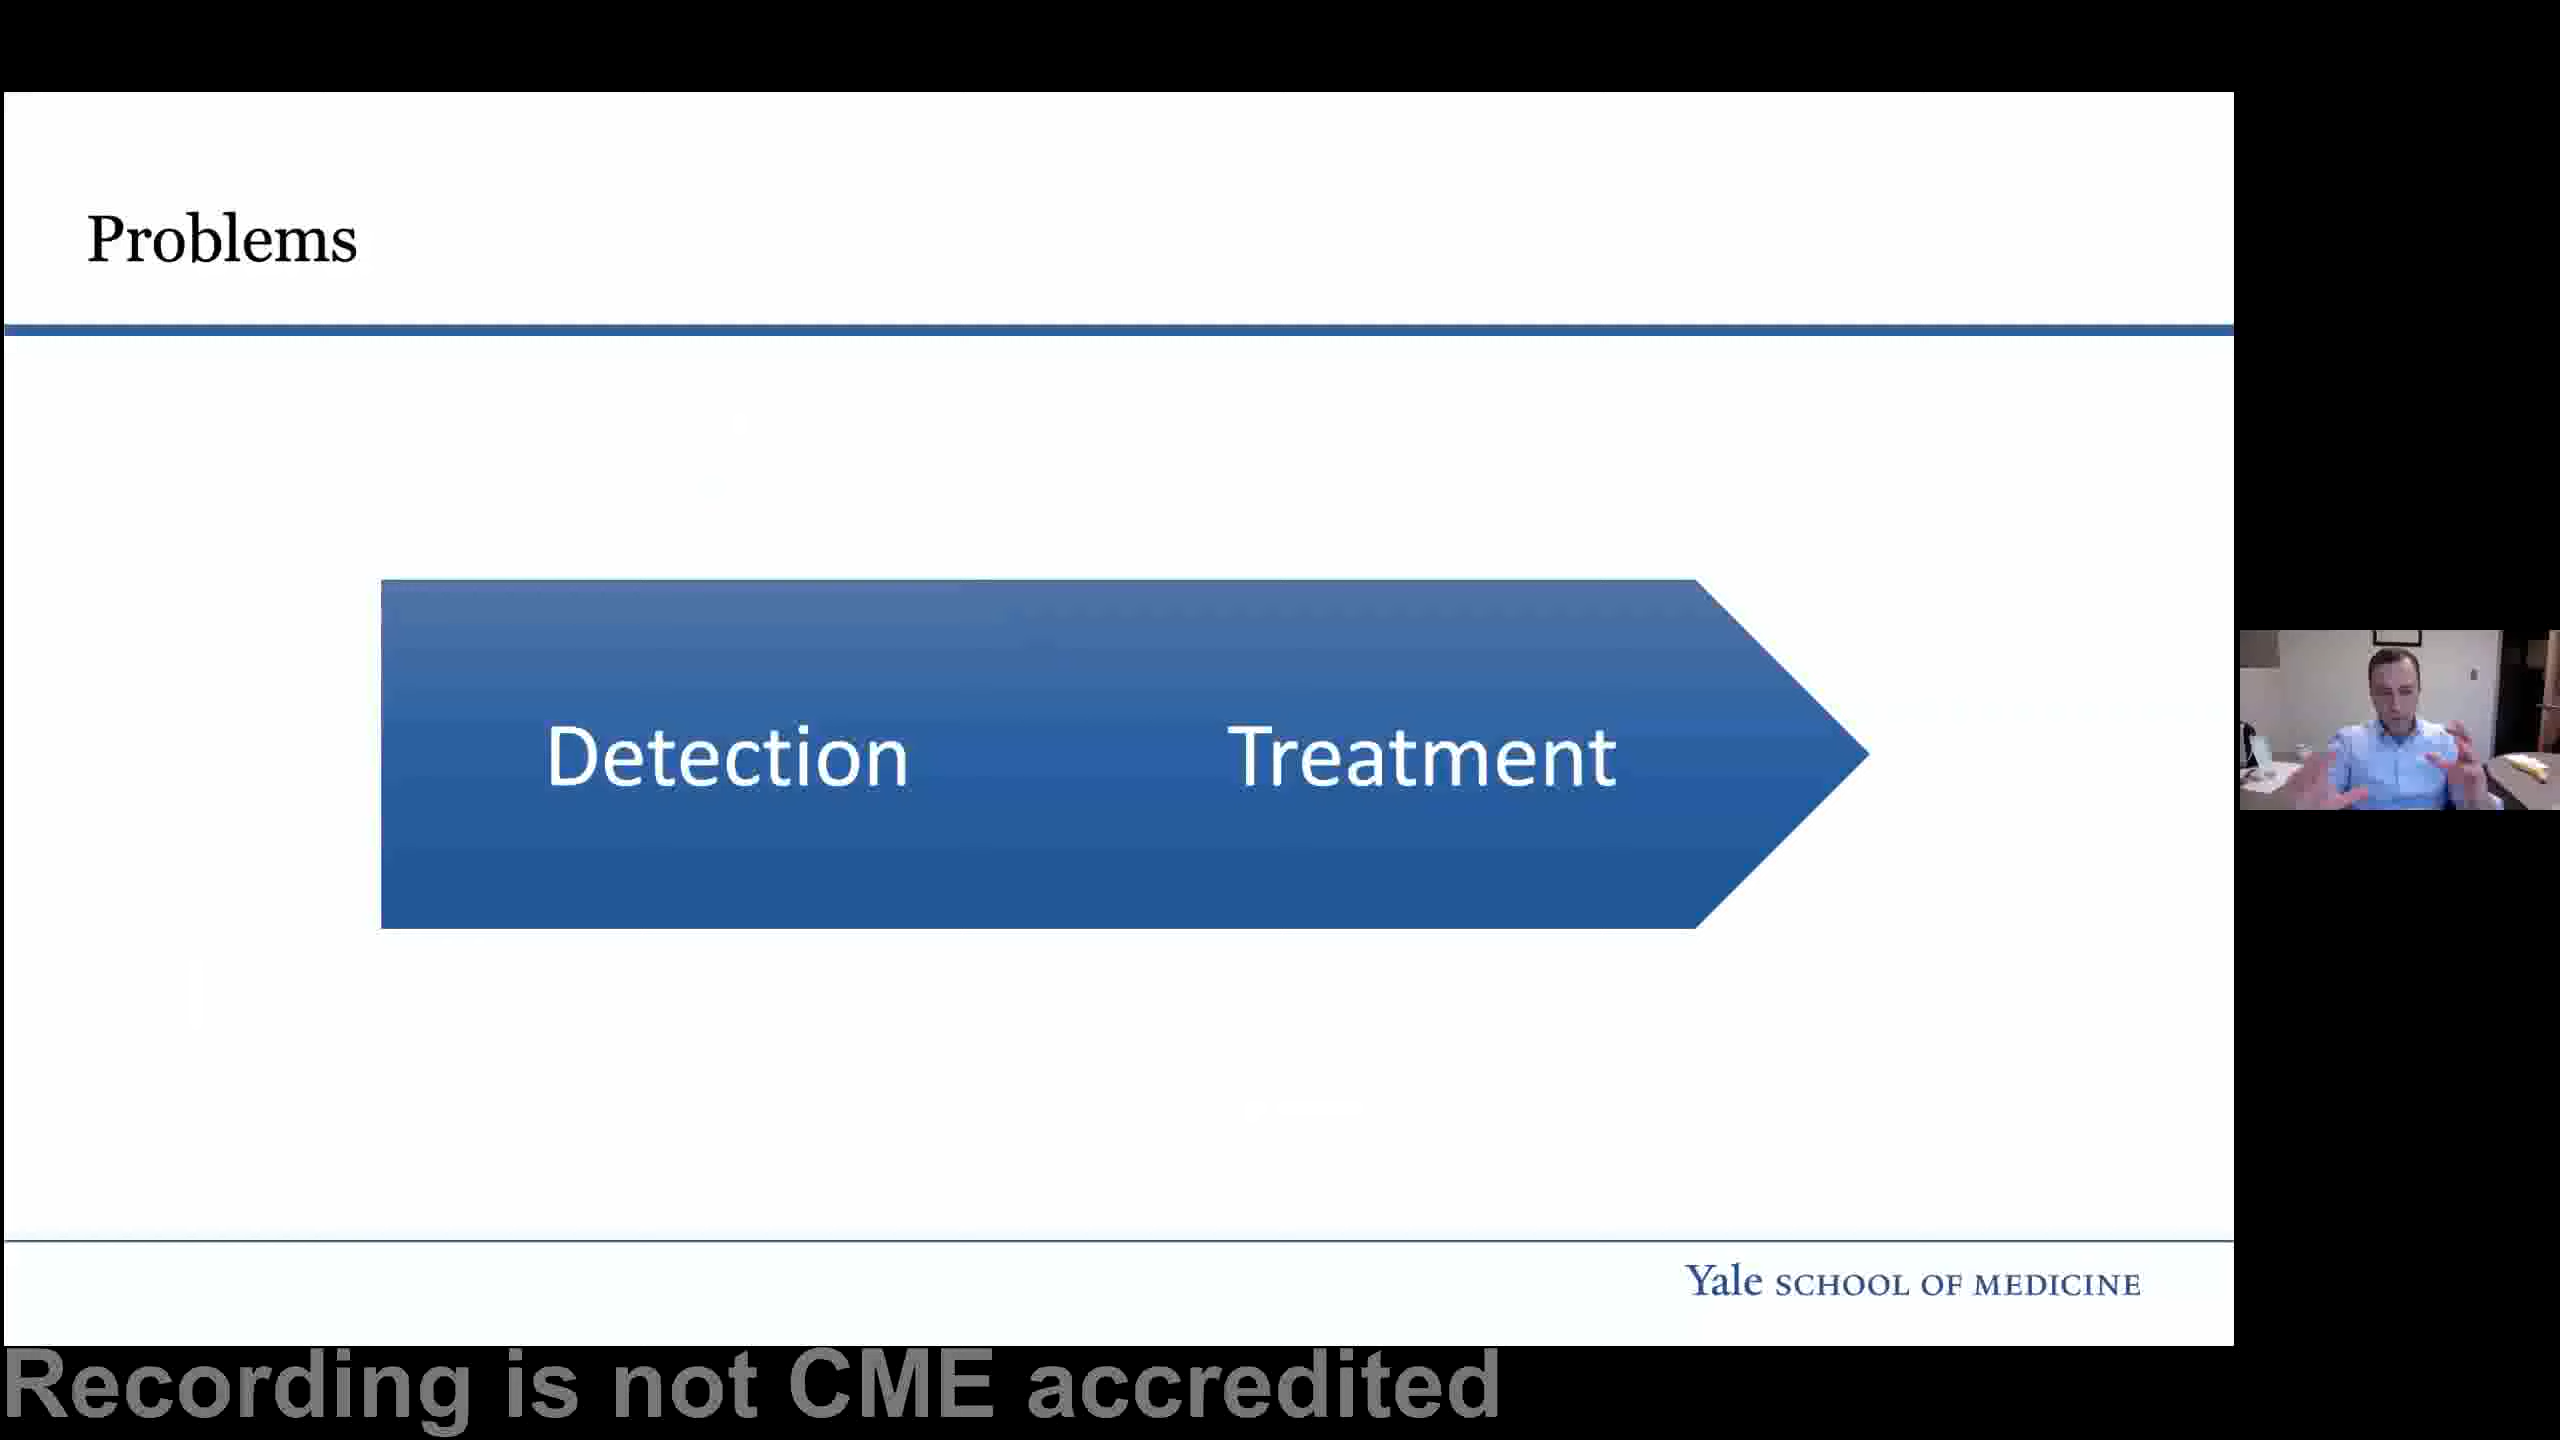 Problems
Detection Treatment
Yale SCHOOL OF MEDICINE
Recording is not CME accredited